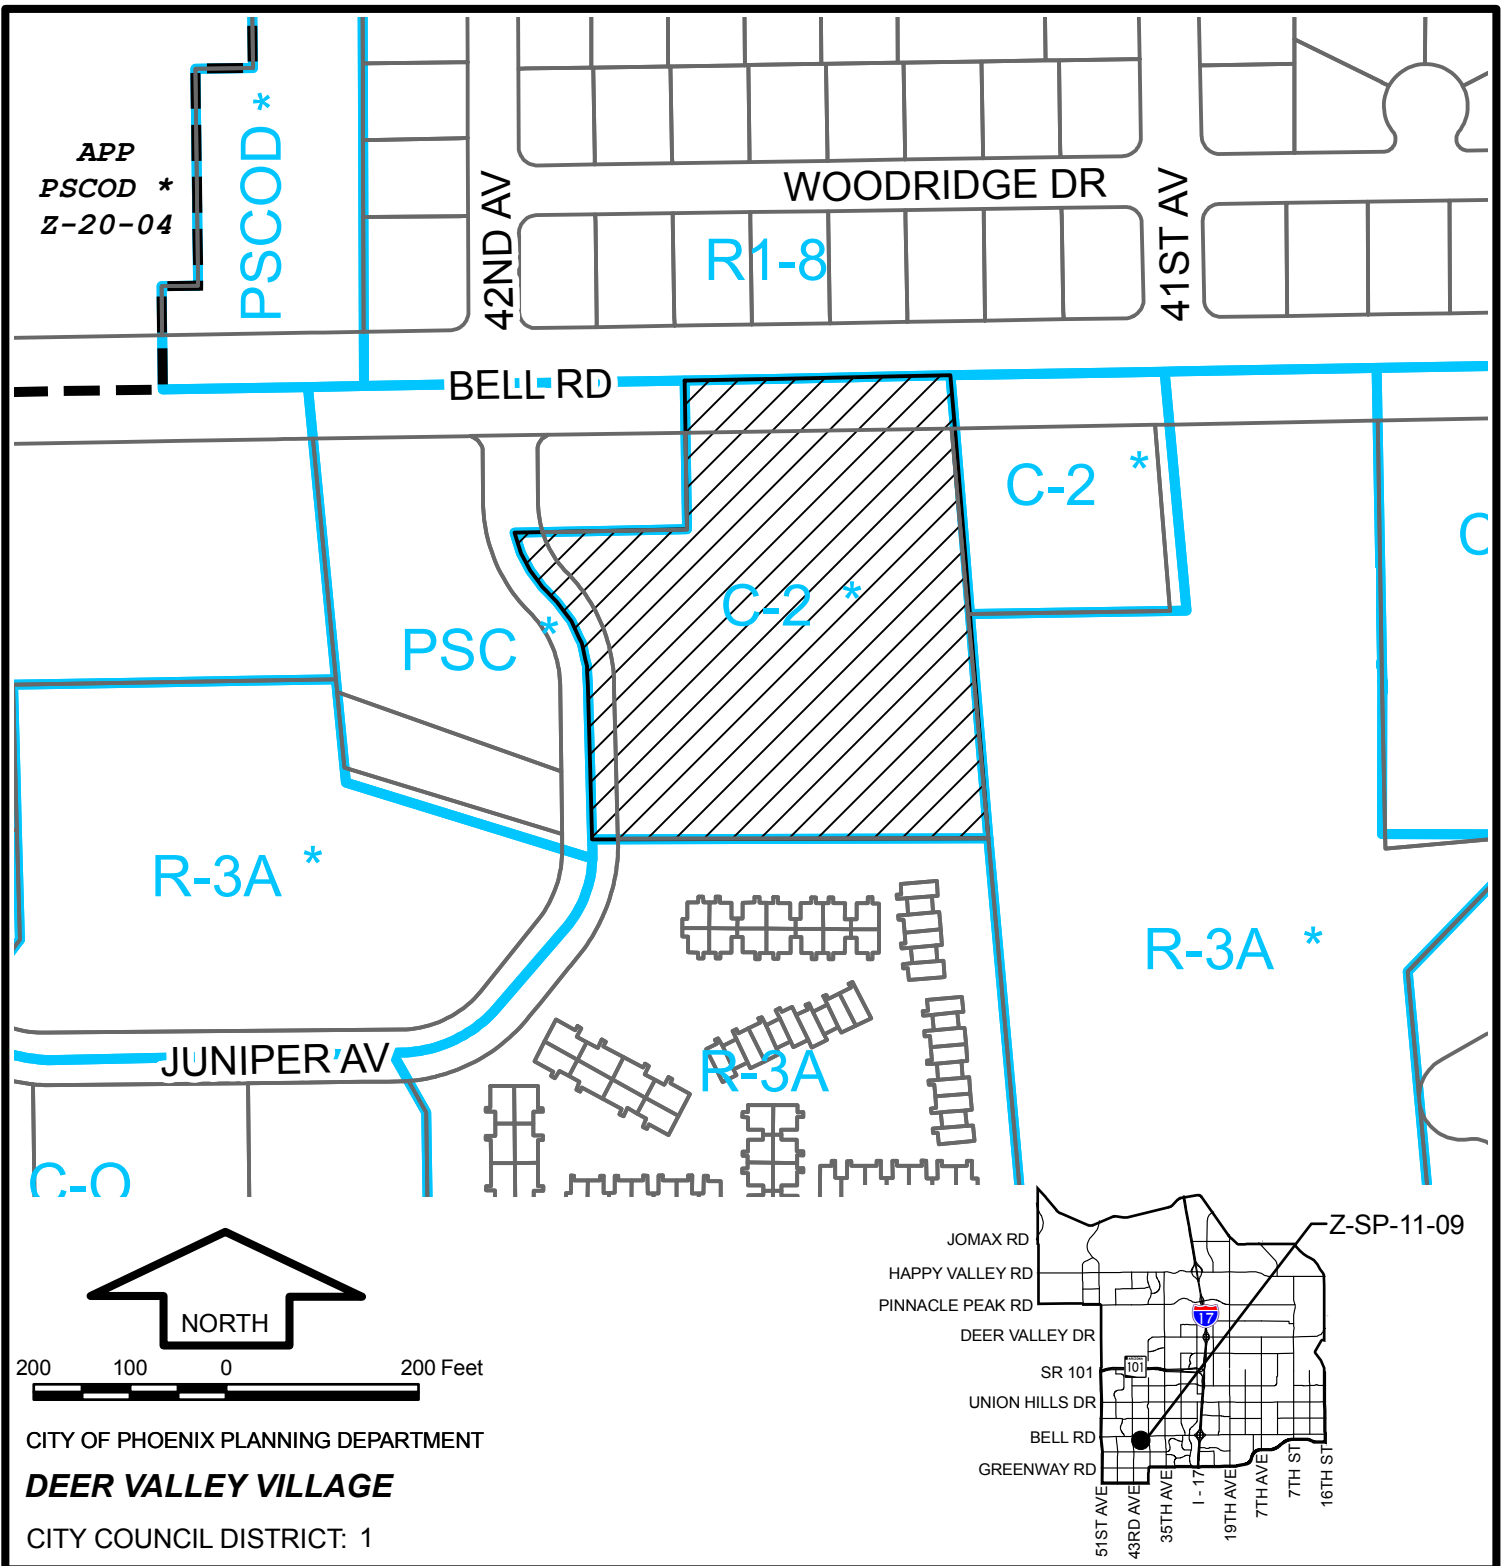 APP
PSCOD *
Z-20-04
PSCOD *
42ND AV
WOODRIDGE DR
41ST AV
R1-8
BELL RD
C-2 *
C-2 *
PSC *
R-3A *
R-3A *
JUNIPER AV
R-3A
C-O
NORTH
200 100 0 200 Feet
CITY OF PHOENIX PLANNING DEPARTMENT
DEER VALLEY VILLAGE
CITY COUNCIL DISTRICT: 1
Z-SP-11-09
JOMAX RD
HAPPY VALLEY RD
PINNACLE PEAK RD
17
DEER VALLEY DR
ARIZONA
101
SR 101
UNION HILLS DR
BELL RD
GREENWAY RD
51ST AVE
43RD AVE
35TH AVE
I - 17
19TH AVE
7TH AVE
7TH ST
16TH ST